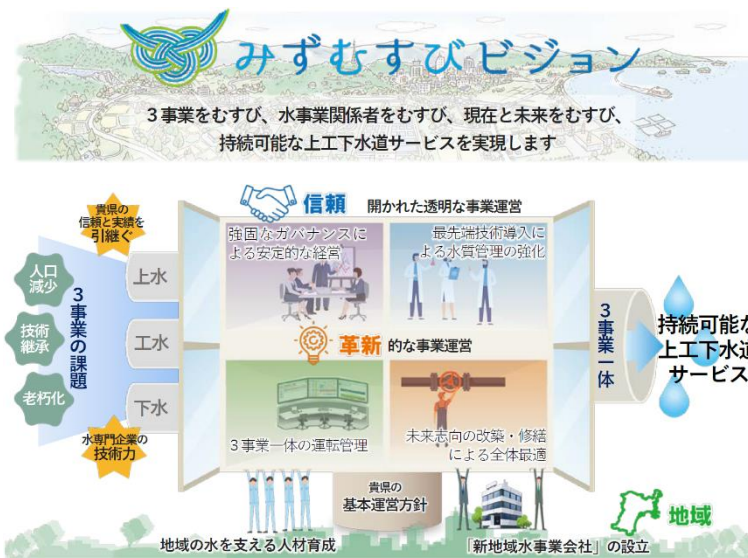 みずむすびビジョン
3事業をむすび、水事業関係者をむすび、現在と未来をむすび、
持続可能な上工下水道サービスを実現します
貴県の
信頼と実績を
引継ぐ
人口
減少
技術
継承
老朽化
3事業の課題
水専門企業の
技術力
上水
工水
下水
信頼 開かれた透明な事業運営
強固なガバナンスに
よる安定的な経営
最先端技術導入に
よる水質管理の強化
革新 的な事業運営
3事業一体の運転管理
未来志向の改築・修繕
による全体最適
3事業一体
持続可能な
上工下水道
サービス
貴県の
基本運営方針
地域の水を支える人材育成
「新地域水事業会社」の設立
地域